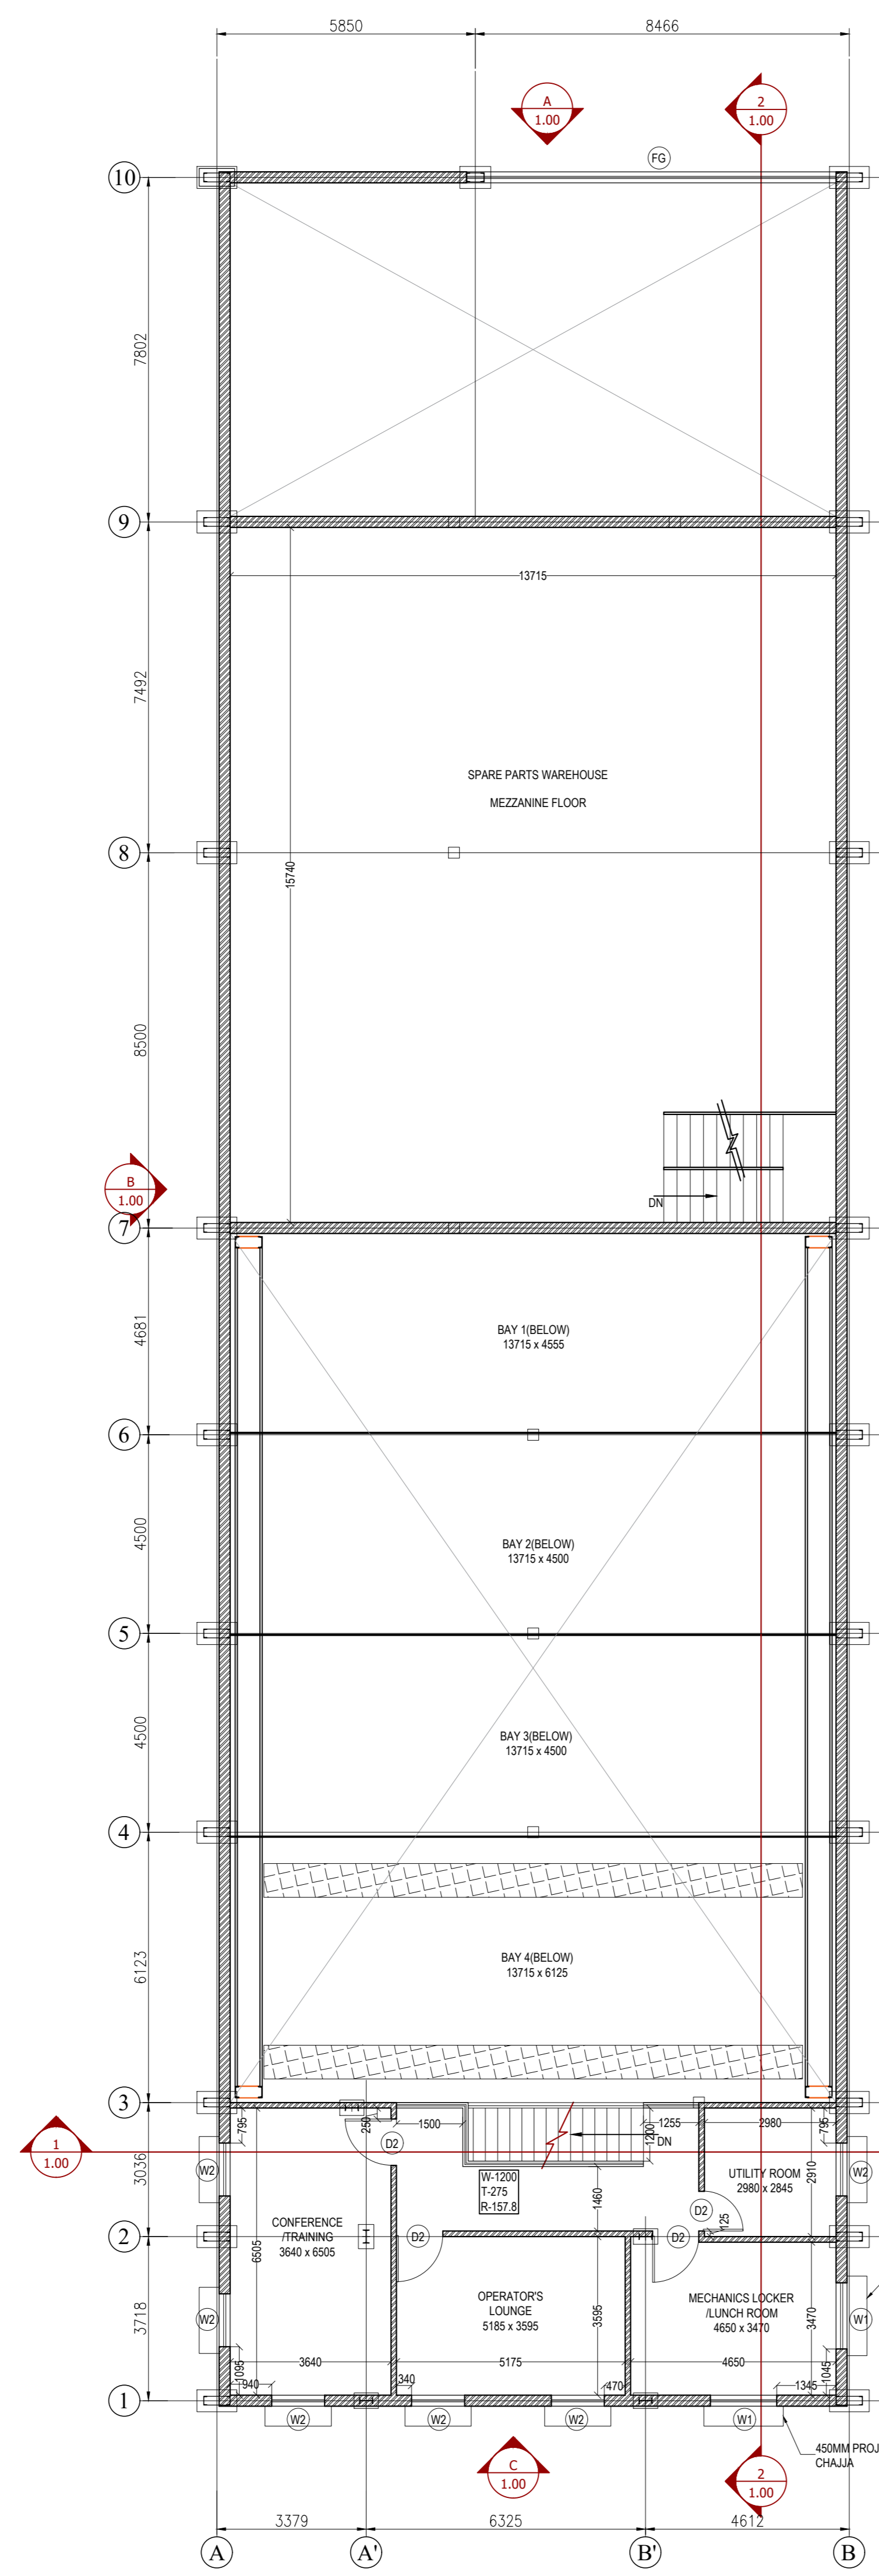 5850
8466
A
1.00
2
1.00
FG
10
7802
9
13715
7492
SPARE PARTS WAREHOUSE
MEZZANINE FLOOR
8
15740
8500
B
1.00
DN
7
BAY 1(BELOW)
13715 x 4555
4681
6
BAY 2(BELOW)
13715 x 4500
4500
5
BAY 3(BELOW)
13715 x 4500
4500
4
BAY 4(BELOW)
13715 x 6125
6123
3
795
250
1500
1255
2980
795
D2
1200
DN
1
1.00
3036
W2
W2
W-1200
T-275
R-157.8
1460
UTILITY ROOM
2980 x 2845
2910
D2
125
CONFERENCE
/TRAINING
3640 x 6505
6505
2
D2
D2
3718
W2
OPERATOR'S
LOUNGE
5185 x 3595
3595
MECHANICS LOCKER
/LUNCH ROOM
4650 x 3470
3470
W1
3640
5175
4650
1095
940
340
470
1345
1045
1
W2
W2
W2
W1
450MM PROJ
CHAJJA
C
1.00
2
1.00
3379
6325
4612
A
A'
B'
B